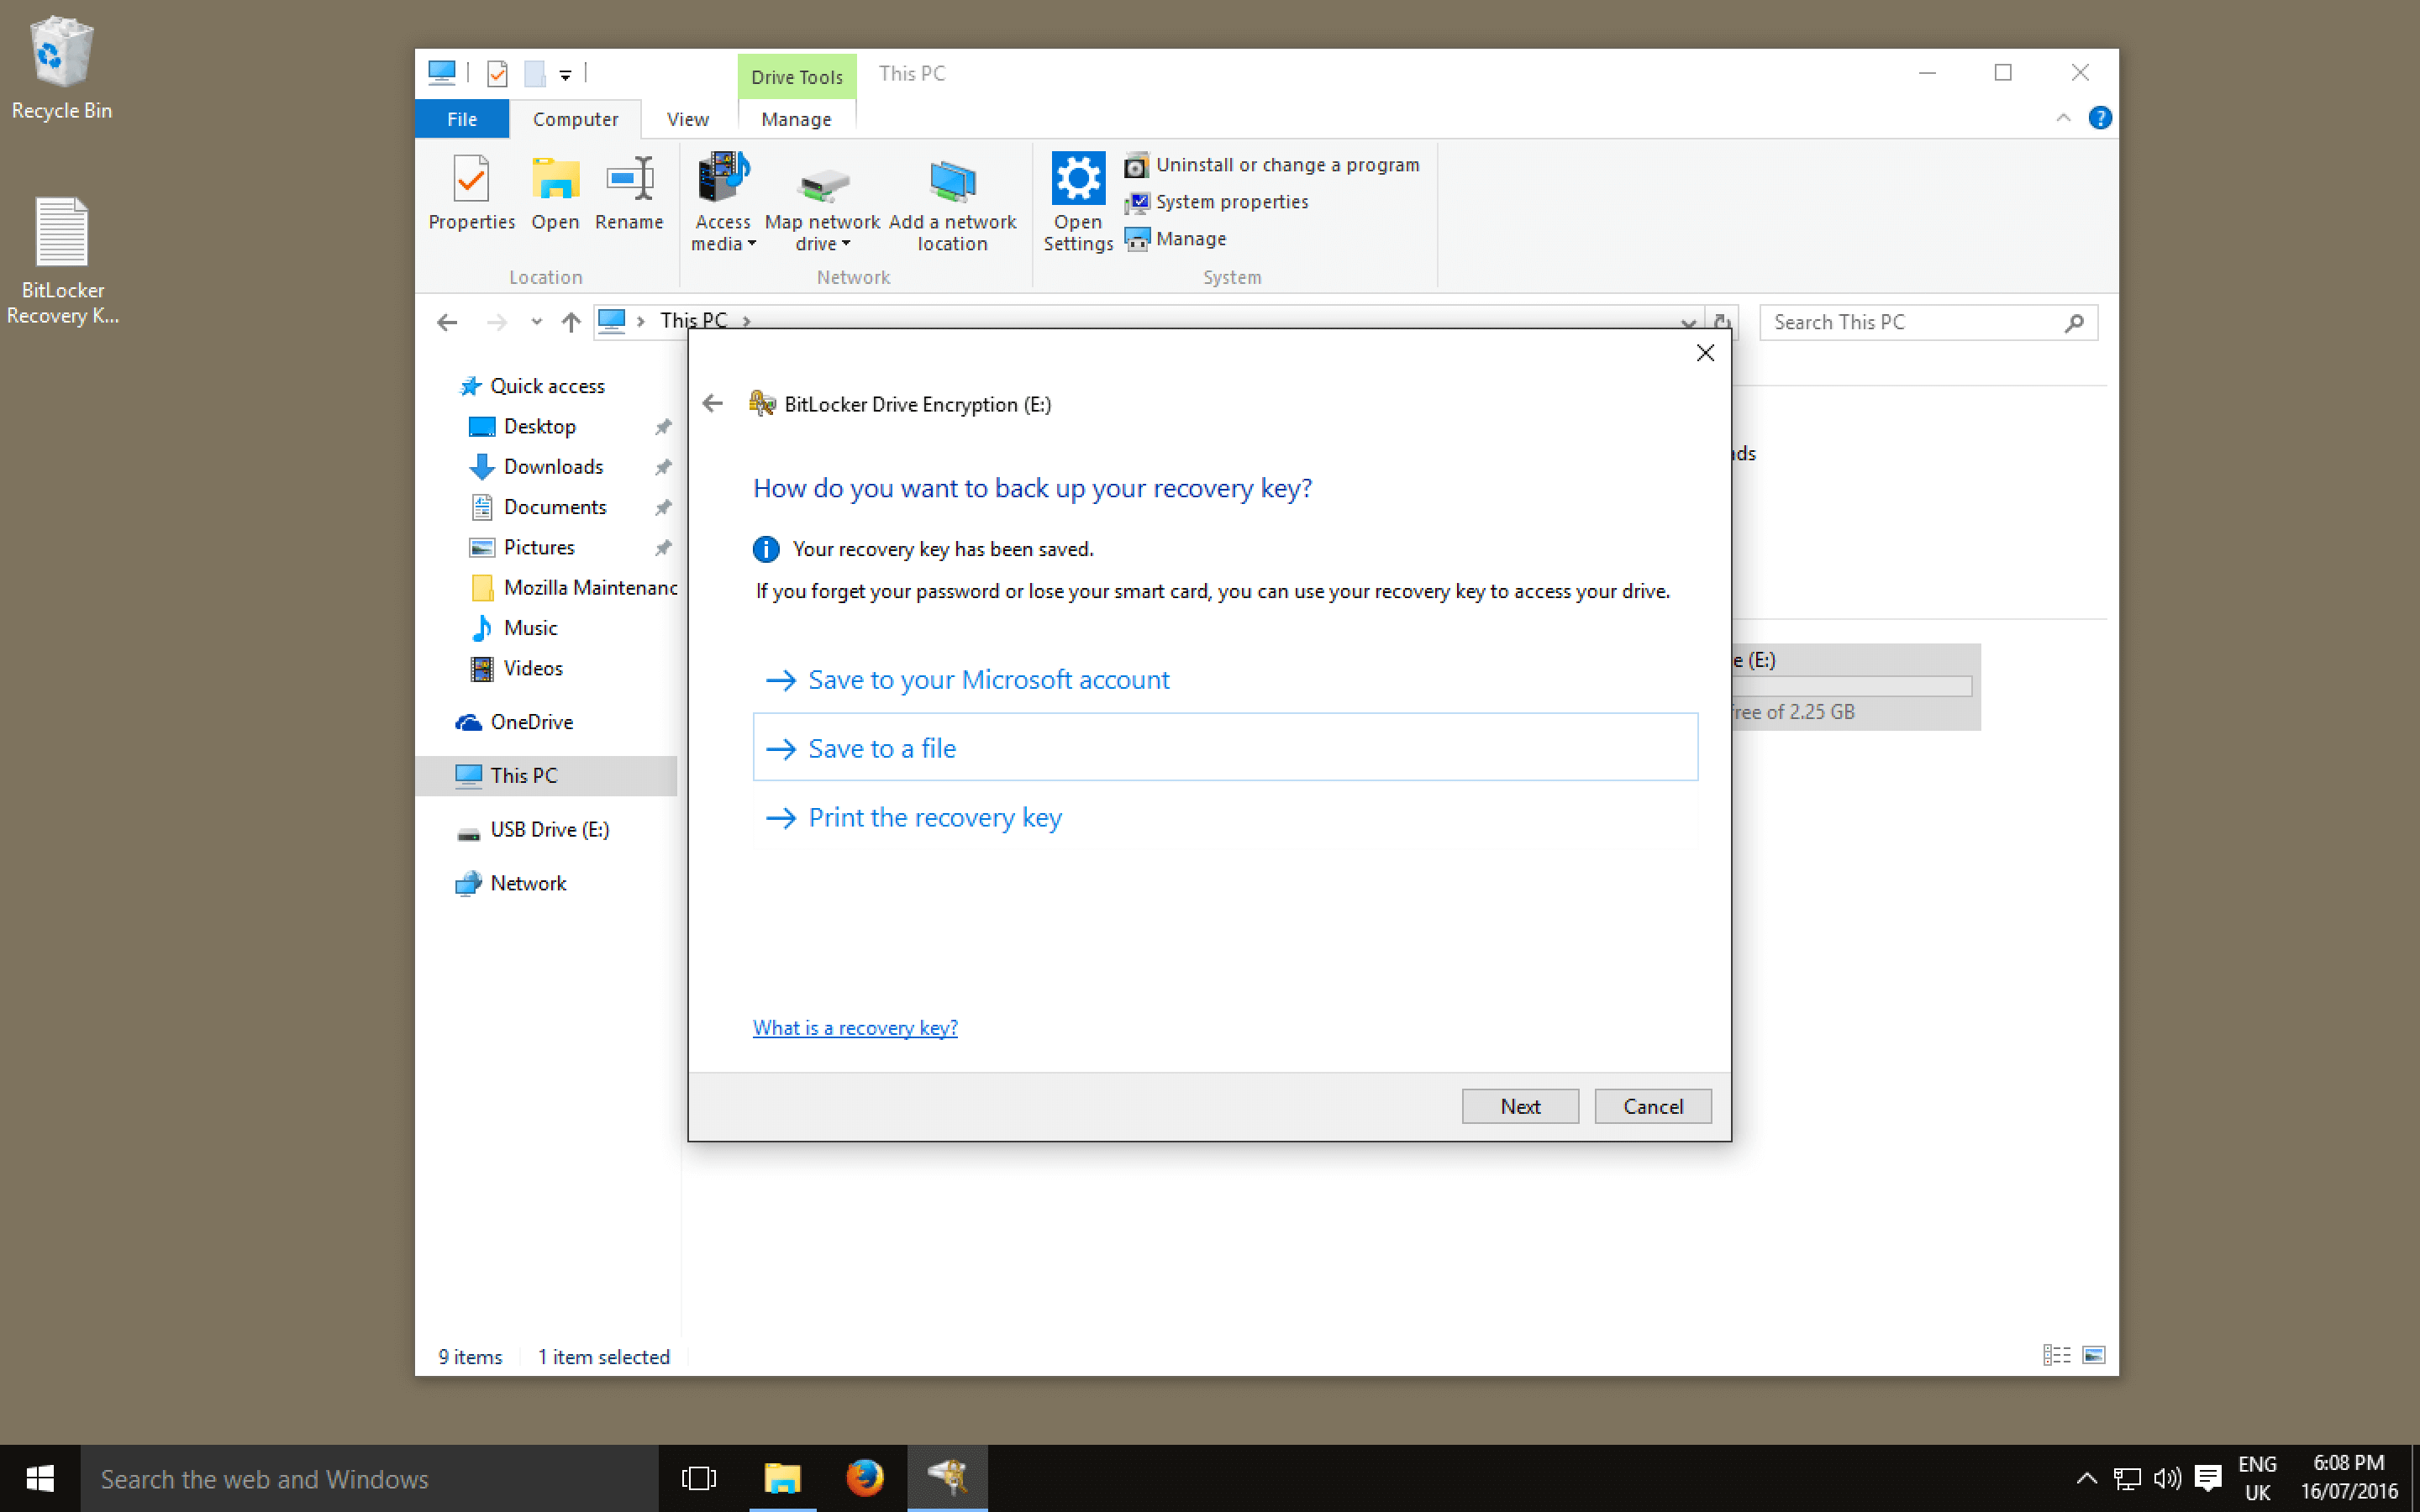 Recycle Bin
BitLocker
Recovery K...
Drive Tools
This PC
File
Computer
View
Manage
Properties
Open
Rename
Location
Access
media
Map network
drive
Add a network
location
Network
Open
Settings
Uninstall or change a program
System properties
Manage
System
This PC
Search This PC
Quick access
Desktop
Downloads
Documents
Pictures
Mozilla Maintenanc
Music
Videos
OneDrive
This PC
USB Drive (E:)
Network
BitLocker Drive Encryption (E:)
How do you want to back up your recovery key?
Your recovery key has been saved.
If you forget your password or lose your smart card, you can use your recovery key to access your drive.
Save to your Microsoft account
Save to a file
Print the recovery key
What is a recovery key?
Next
Cancel
ads
e (E:)
free of 2.25 GB
9 items
1 item selected
Search the web and Windows
ENG
UK
6:08 PM
16/07/2016